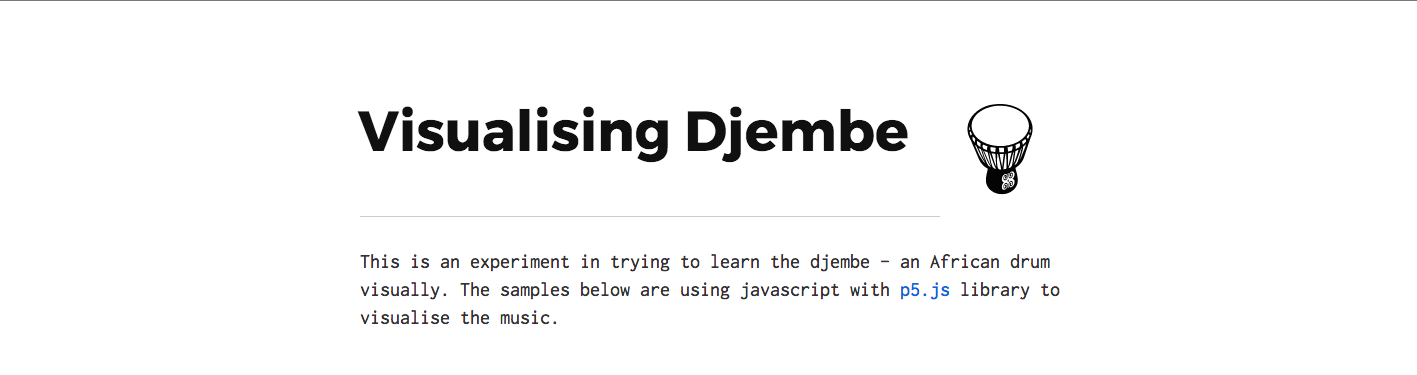 Visualising Djembe
This is an experiment in trying to learn the djembe – an African drum
visually. The samples below are using javascript with p5.js library to
visualise the music.